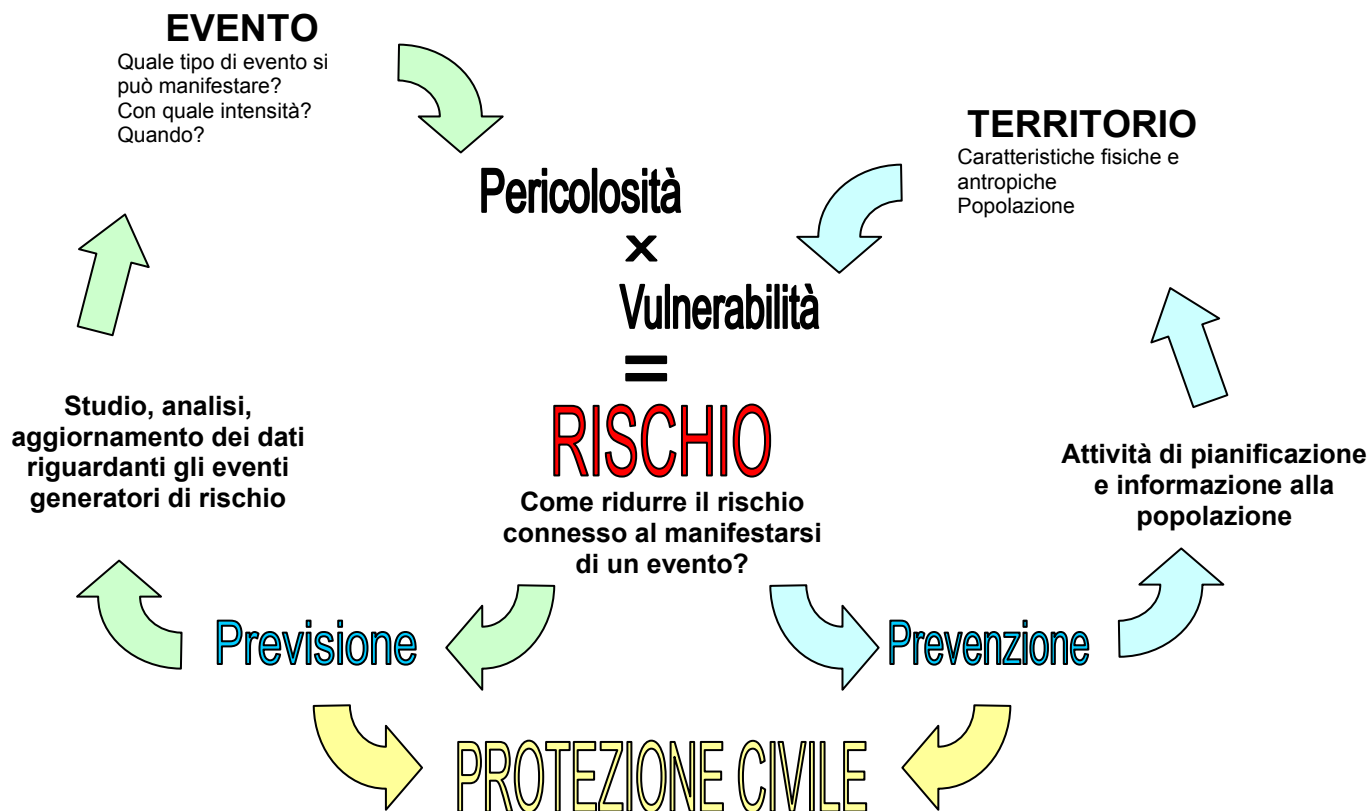 EVENTO
Quale tipo di evento si
può manifestare?
Con quale intensità?
Quando?
TERRITORIO
Caratteristiche fisiche e
antropiche
Popolazione
Pericolosità
x
Vulnerabilità
=
RISCHIO
Come ridurre il rischio
connesso al manifestarsi
di un evento?
Studio, analisi,
aggiornamento dei dati
riguardanti gli eventi
generatori di rischio
Attività di pianificazione
e informazione alla
popolazione
Previsione
Prevenzione
PROTEZIONE CIVILE